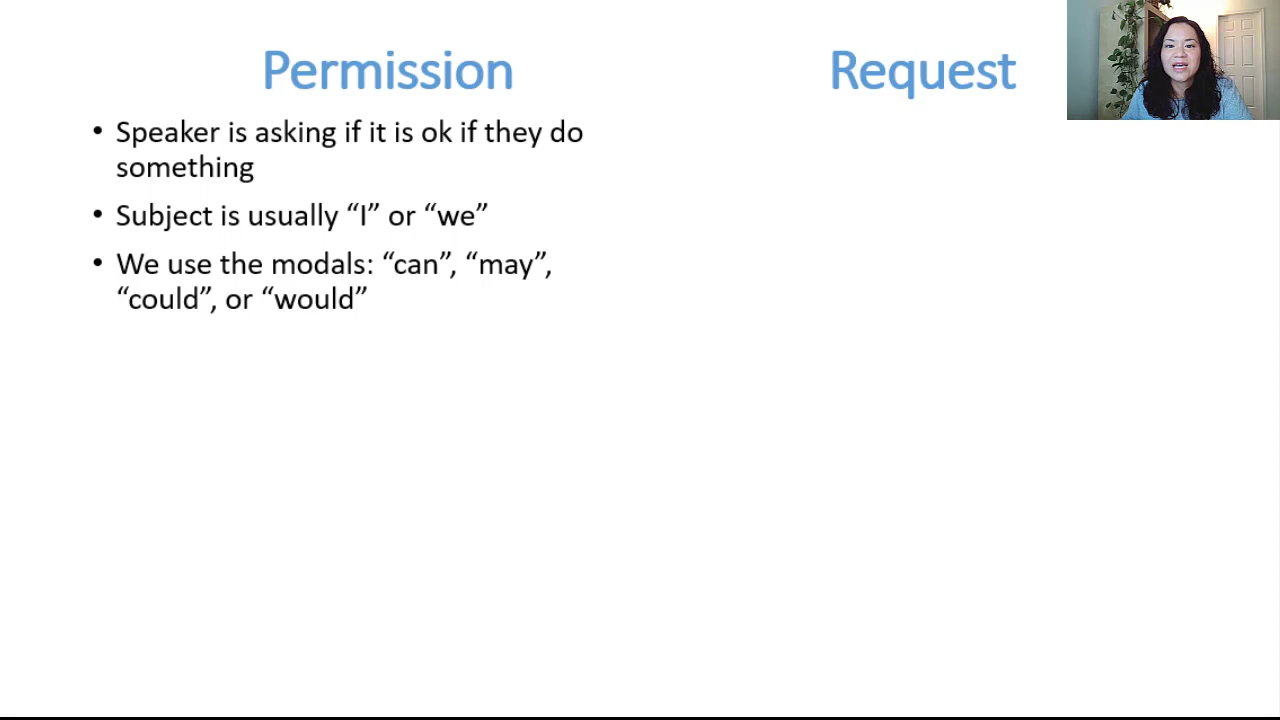 Permission
• Speaker is asking if it is ok if they do
something
• Subject is usually “I” or “we”
• We use the modals: “can”, “may”,
“could”, or “would”
Request